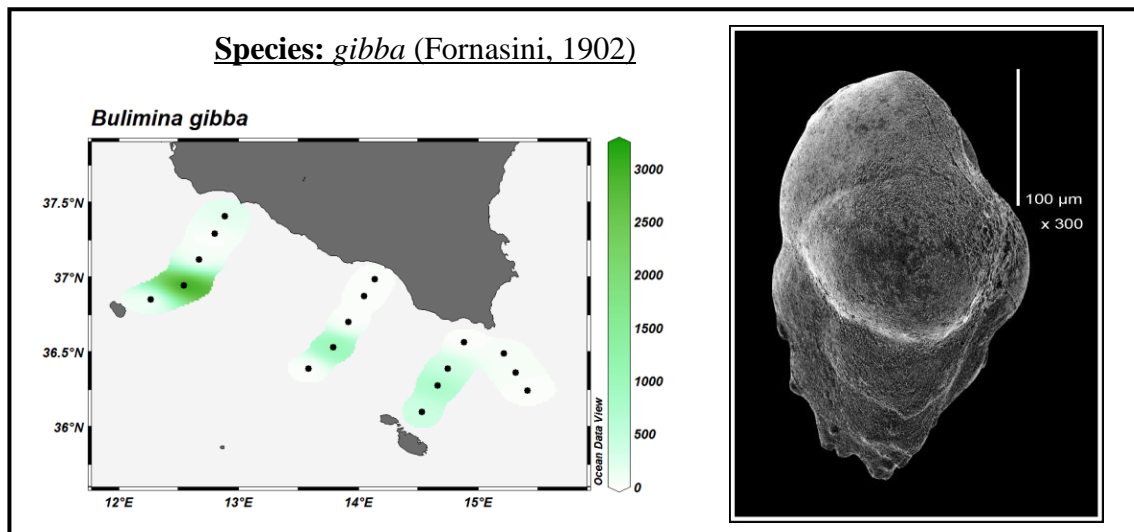 Species: gibba (Fornasini, 1902)
Bulimina gibba
3000
2500
2000
1500
1000
500
0
37.5°N
37°N
36.5°N
36°N
12°E
13°E
14°E
15°E
Ocean Data View
100 µm
x 300